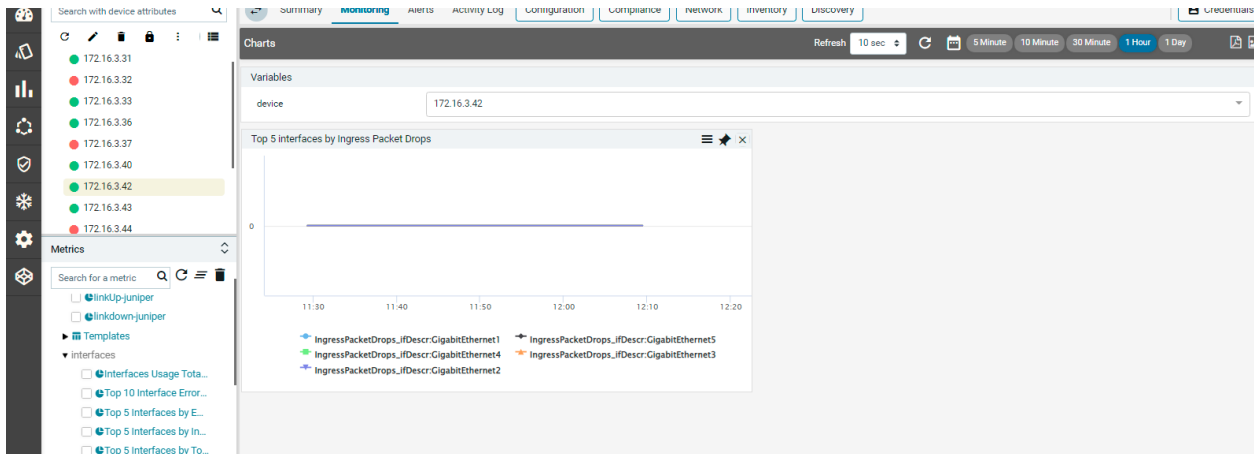 Search with device attributes
Summary Monitoring Alerts Activity Log Configuration Compliance Network Inventory Discovery Credentials
172.16.3.31
172.16.3.32
172.16.3.33
172.16.3.36
172.16.3.37
172.16.3.40
172.16.3.42
172.16.3.43
172.16.3.44
Metrics
Search for a metric
linkUp-juniper
linkdown-juniper
Templates
interfaces
Interfaces Usage Tota...
Top 10 Interface Error...
Top 5 Interfaces by E...
Top 5 Interfaces by In...
Top 5 Interfaces by To...
Charts Refresh 10 sec 5 Minute 10 Minute 30 Minute 1 Hour 1 Day
Variables
device 172.16.3.42
Top 5 interfaces by Ingress Packet Drops
0
11:30 11:40 11:50 12:00 12:10 12:20
IngressPacketDrops_ifDescr:GigabitEthernet1 IngressPacketDrops_ifDescr:GigabitEthernet5
IngressPacketDrops_ifDescr:GigabitEthernet4 IngressPacketDrops_ifDescr:GigabitEthernet3
IngressPacketDrops_ifDescr:GigabitEthernet2